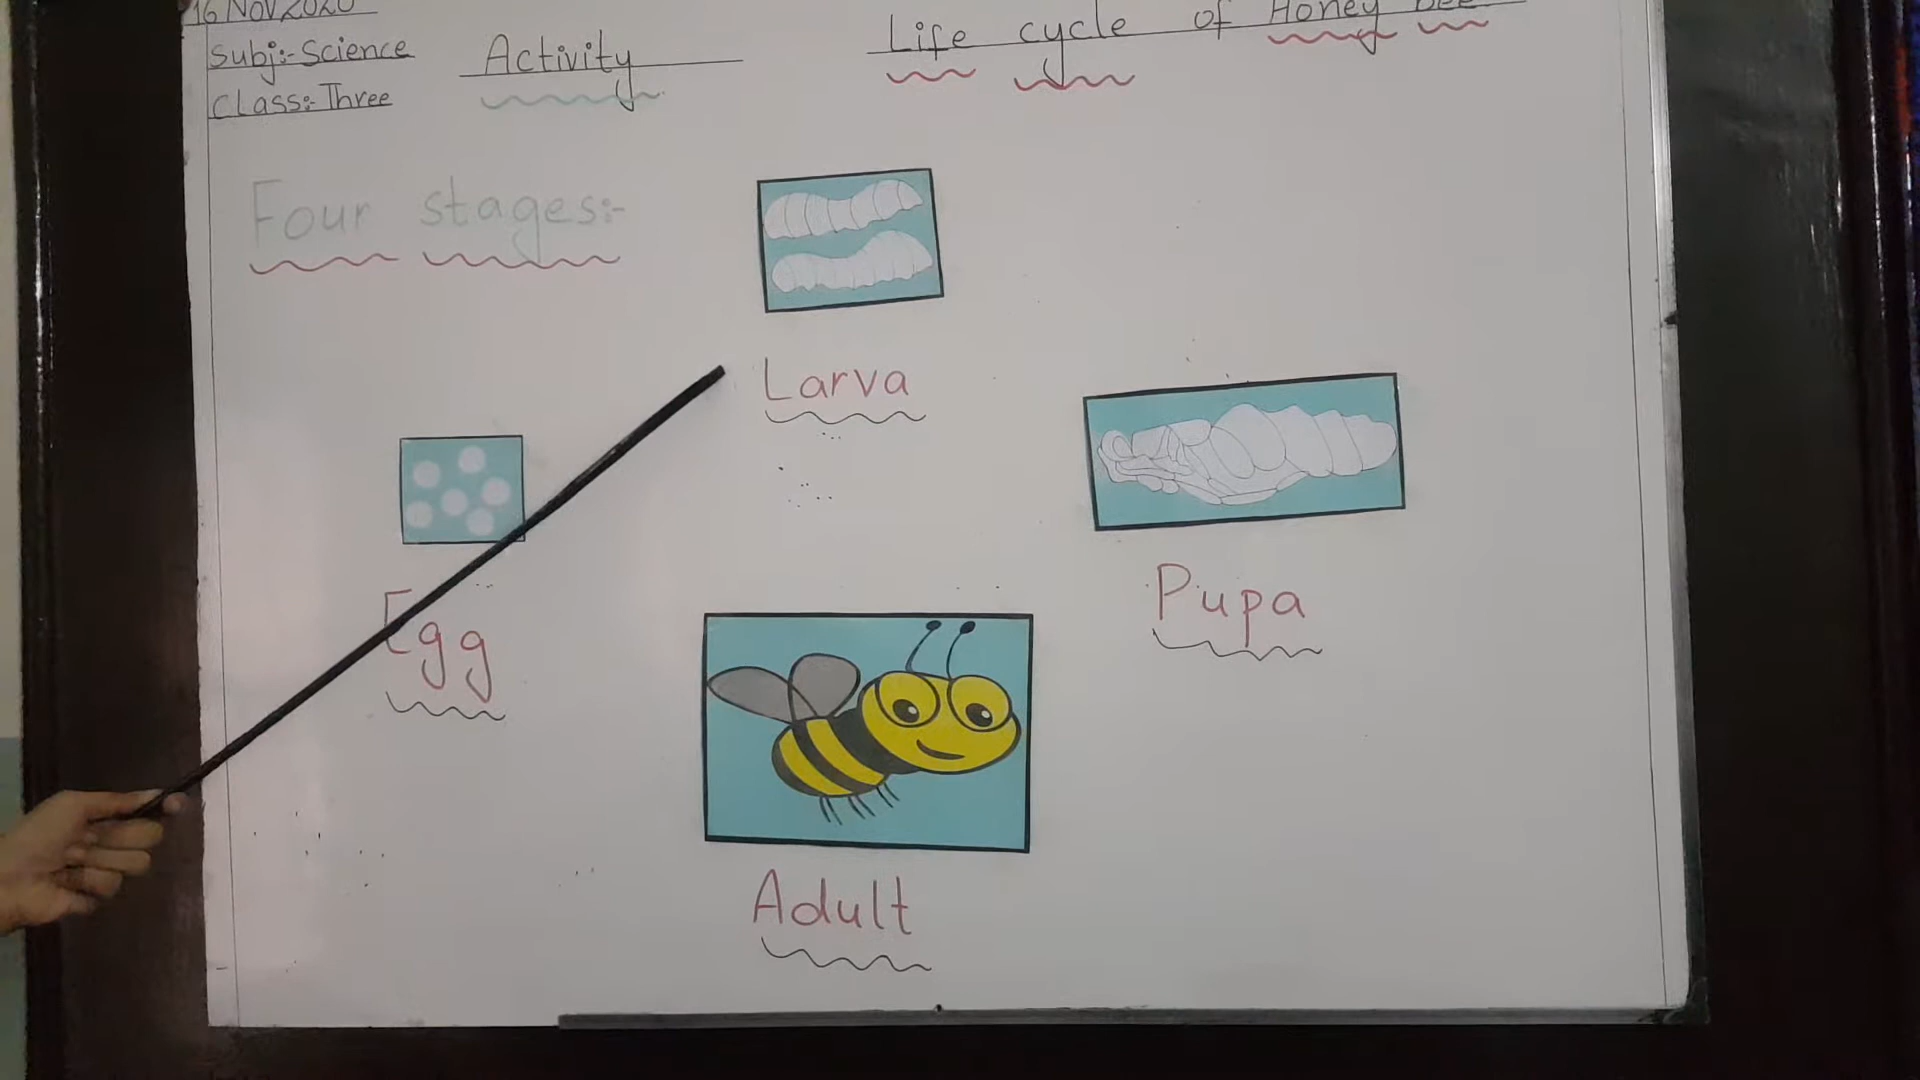 16 Nov 2020
Subj:- Science
Class:- Three
Activity
Life cycle of Honey Bee
Four stages:-
Larva
Egg
Pupa
Adult